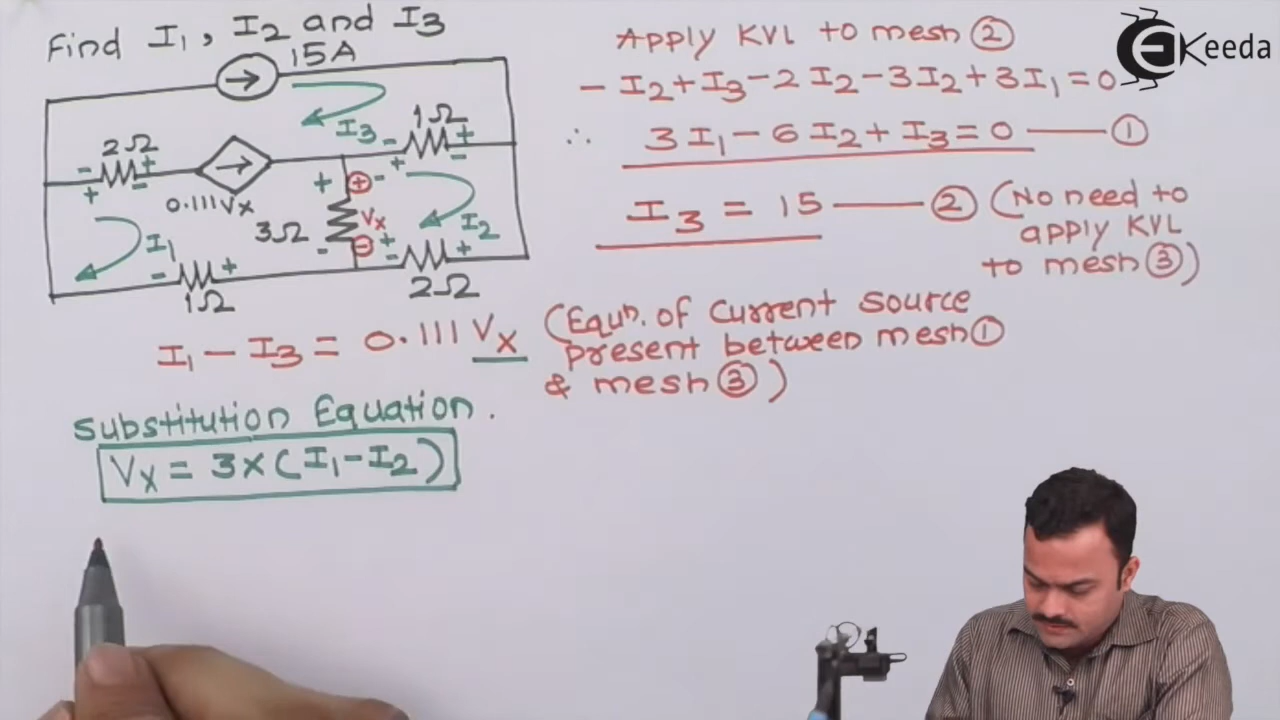 Find I1, I2 and I3
15A
I3
1Ω
2Ω
0.111Vx
3Ω
Vx
I1
I2
1Ω
2Ω
Apply KVL to mesh ②
- I2 + I3 - 2I2 - 3I2 + 3I1 = 0
∴ 3I1 - 6I2 + I3 = 0 —— ①
I3 = 15 —— ② (No need to
apply KVL
to mesh ③)
I1 - I3 = 0.111 Vx (Equn. of current source
present between mesh ①
& mesh ③)
Substitution Equation.
Vx = 3×(I1-I2)
EKeeda